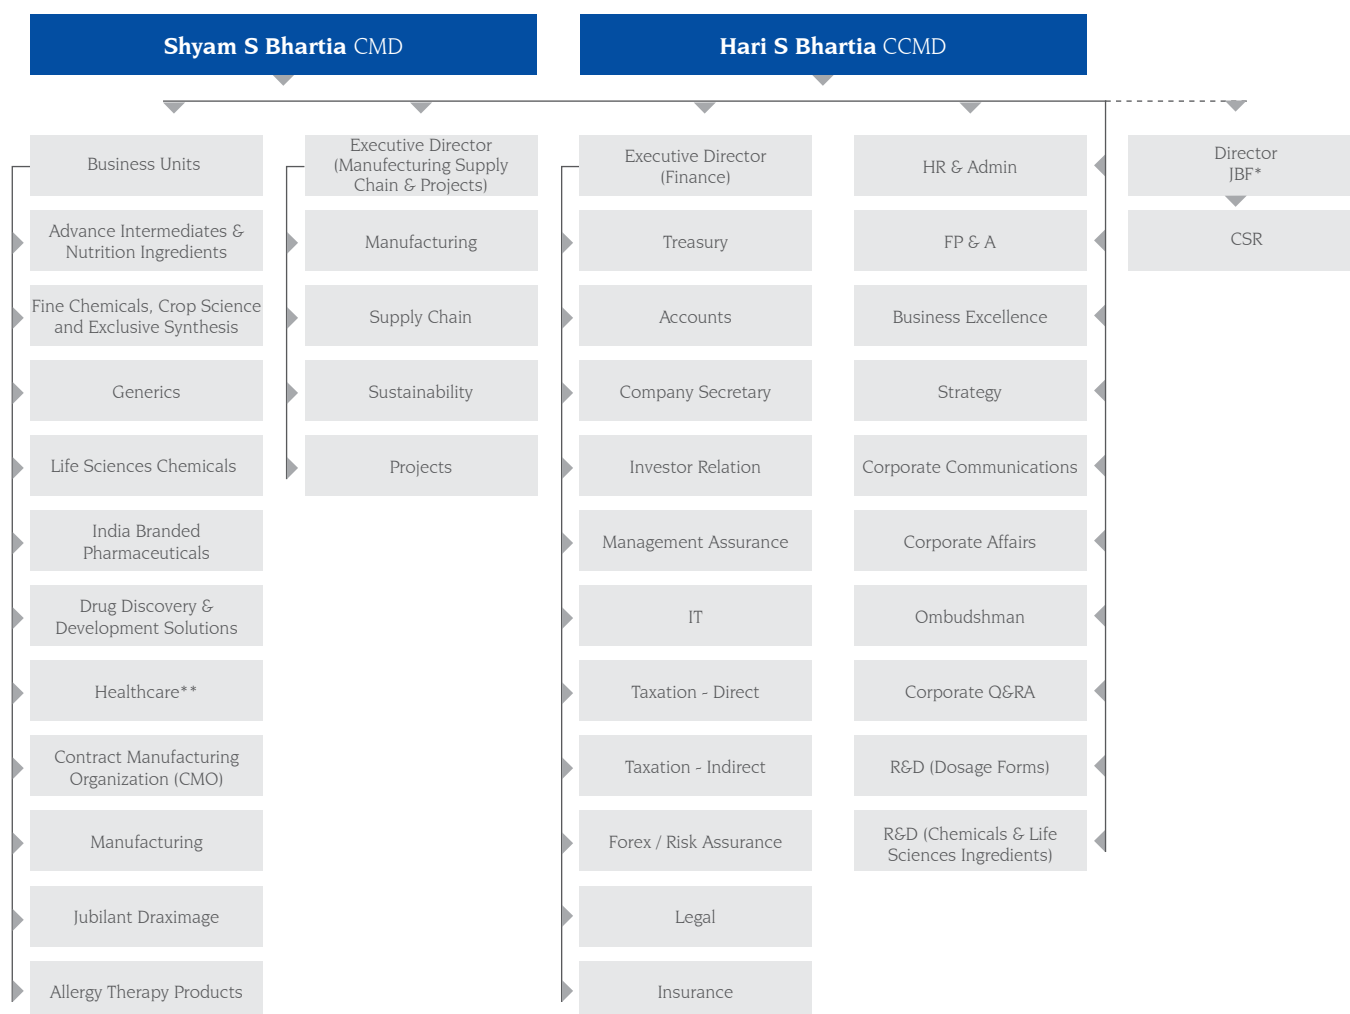 Shyam S Bhartia CMD
Hari S Bhartia CCMD
Business Units
Advance Intermediates &
Nutrition Ingredients
Fine Chemicals, Crop Science
and Exclusive Synthesis
Generics
Life Sciences Chemicals
India Branded
Pharmaceuticals
Drug Discovery &
Development Solutions
Healthcare**
Contract Manufacturing
Organization (CMO)
Manufacturing
Jubilant Draximage
Allergy Therapy Products
Executive Director
(Manufecturing Supply
Chain & Projects)
Manufacturing
Supply Chain
Sustainability
Projects
Executive Director
(Finance)
Treasury
Accounts
Company Secretary
Investor Relation
Management Assurance
IT
Taxation - Direct
Taxation - Indirect
Forex / Risk Assurance
Legal
Insurance
HR & Admin
FP & A
Business Excellence
Strategy
Corporate Communications
Corporate Affairs
Ombudshman
Corporate Q&RA
R&D (Dosage Forms)
R&D (Chemicals & Life
Sciences Ingredients)
Director
JBF*
CSR